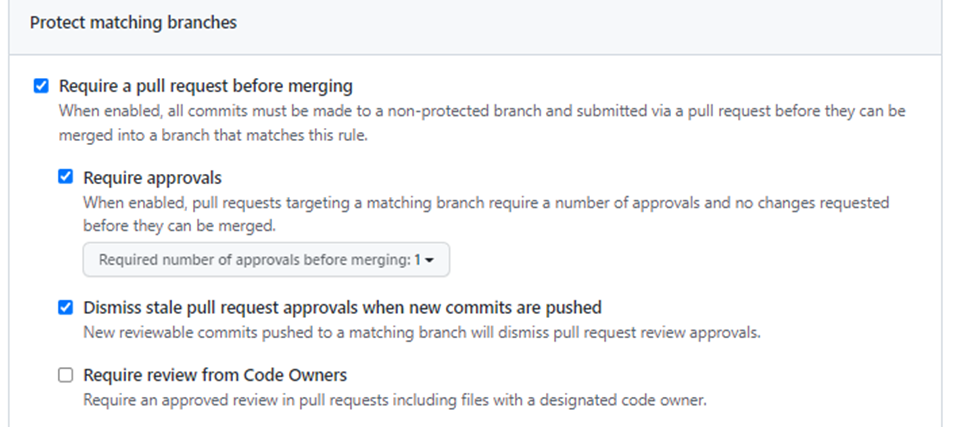 Protect matching branches
Require a pull request before merging
When enabled, all commits must be made to a non-protected branch and submitted via a pull request before they can be
merged into a branch that matches this rule.
Require approvals
When enabled, pull requests targeting a matching branch require a number of approvals and no changes requested
before they can be merged.
Required number of approvals before merging: 1
Dismiss stale pull request approvals when new commits are pushed
New reviewable commits pushed to a matching branch will dismiss pull request review approvals.
Require review from Code Owners
Require an approved review in pull requests including files with a designated code owner.